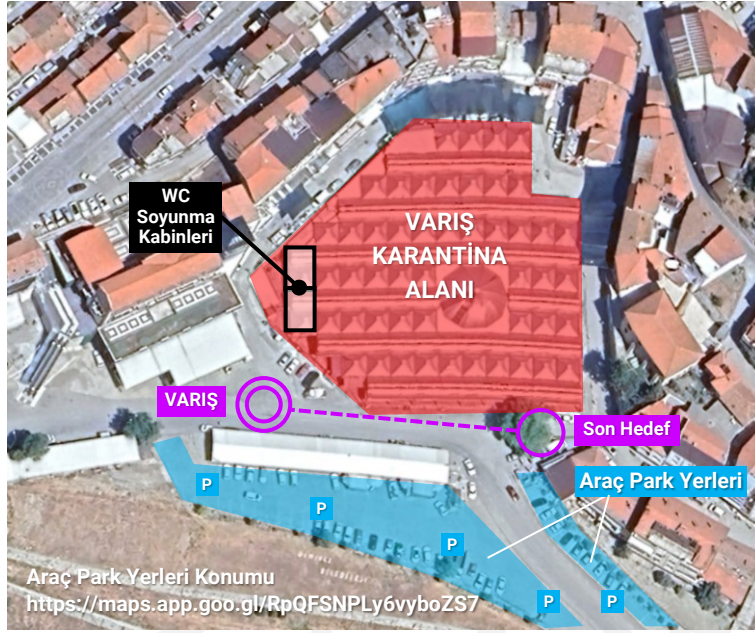 WC
Soyunma
Kabinleri
VARIŞ
KARANTİNA
ALANI
VARIŞ
Son Hedef
Araç Park Yerleri
P
P
P
P
P
Araç Park Yerleri Konumu
https://maps.app.goo.gl/RpQFSNPLy6vyboZS7